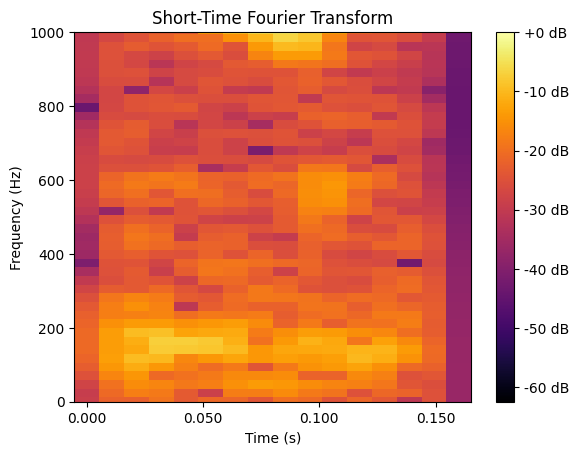 Short-Time Fourier Transform
Frequency (Hz)
1000
800
600
400
200
0
0.000
0.050
0.100
0.150
Time (s)
+0 dB
-10 dB
-20 dB
-30 dB
-40 dB
-50 dB
-60 dB